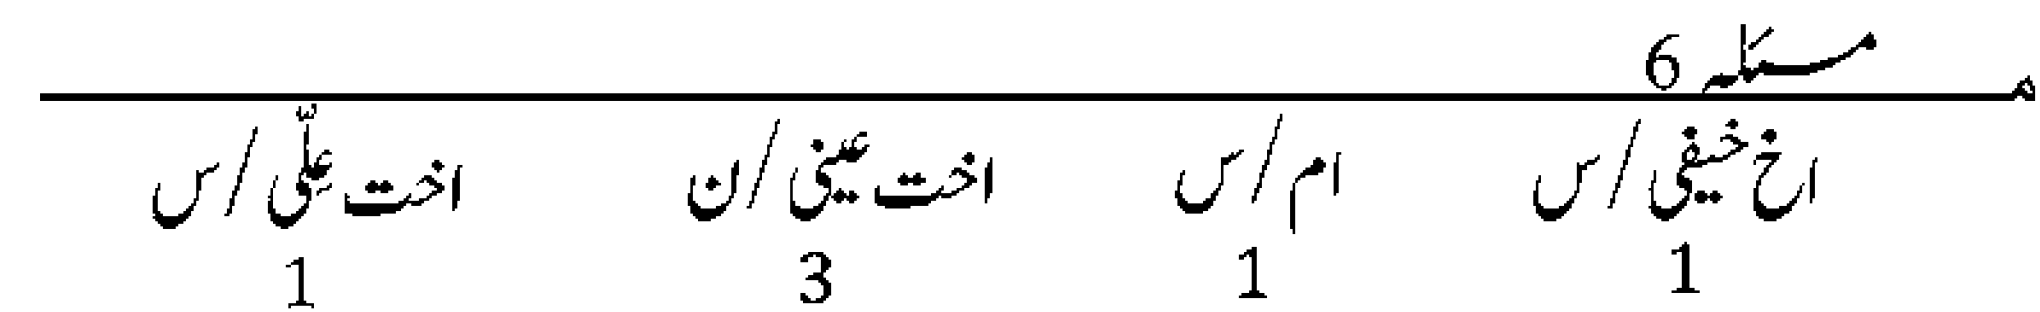 مسئلہ 6
اخ خیفی/س ام/س اخت عینی/ن اخت علّی/س
1 1 3 1